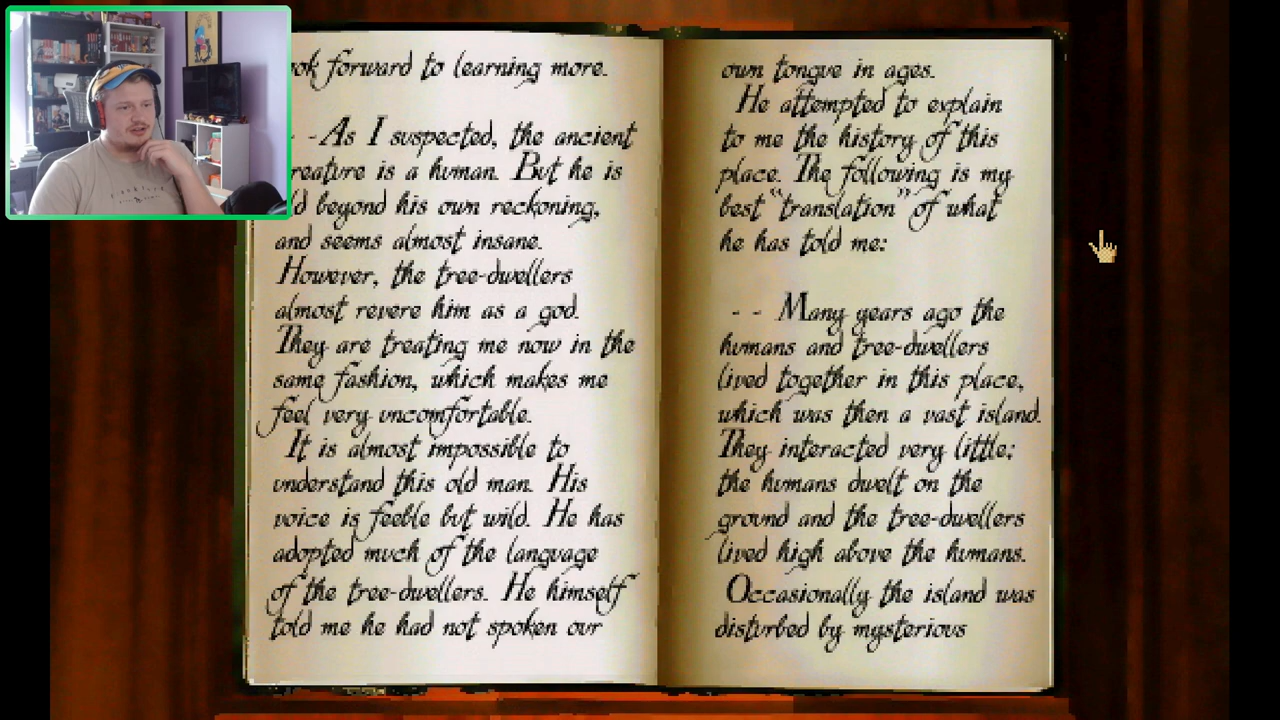 forward to learning more.
- -As I suspected, the ancient
is a human. But he is
beyond his own reckoning,
and seems almost insane.
However, the tree-dwellers
almost revere him as a god.
They are treating me now in the
same fashion, which makes me
feel very uncomfortable.
It is almost impossible to
understand this old man. His
voice is feeble but wild. He has
adopted much of the language
of the tree-dwellers. He himself
told me he had not spoken our
own tongue in ages.
He attempted to explain
to me the history of this
place. The following is my
best "translation" of what
he has told me:
- - Many years ago the
humans and tree-dwellers
lived together in this place,
which was then a vast island.
They interacted very little;
the humans dwelt on the
ground and the tree-dwellers
lived high above the humans.
Occasionally the island was
disturbed by mysterious